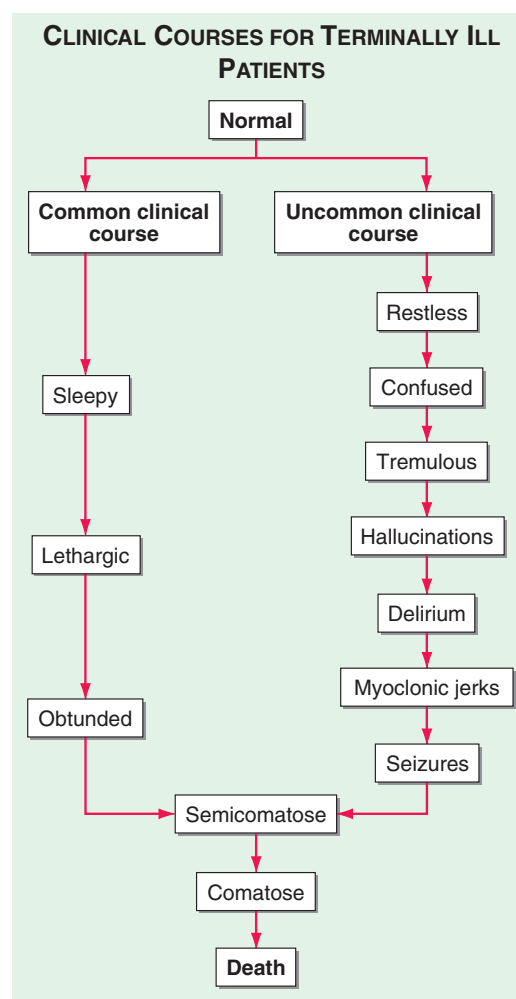 CLINICAL COURSES FOR TERMINALLY ILL
PATIENTS
Normal
Common clinical
course
Uncommon clinical
course
Restless
Sleepy
Confused
Tremulous
Lethargic
Hallucinations
Delirium
Obtunded
Myoclonic jerks
Seizures
Semicomatose
Comatose
Death